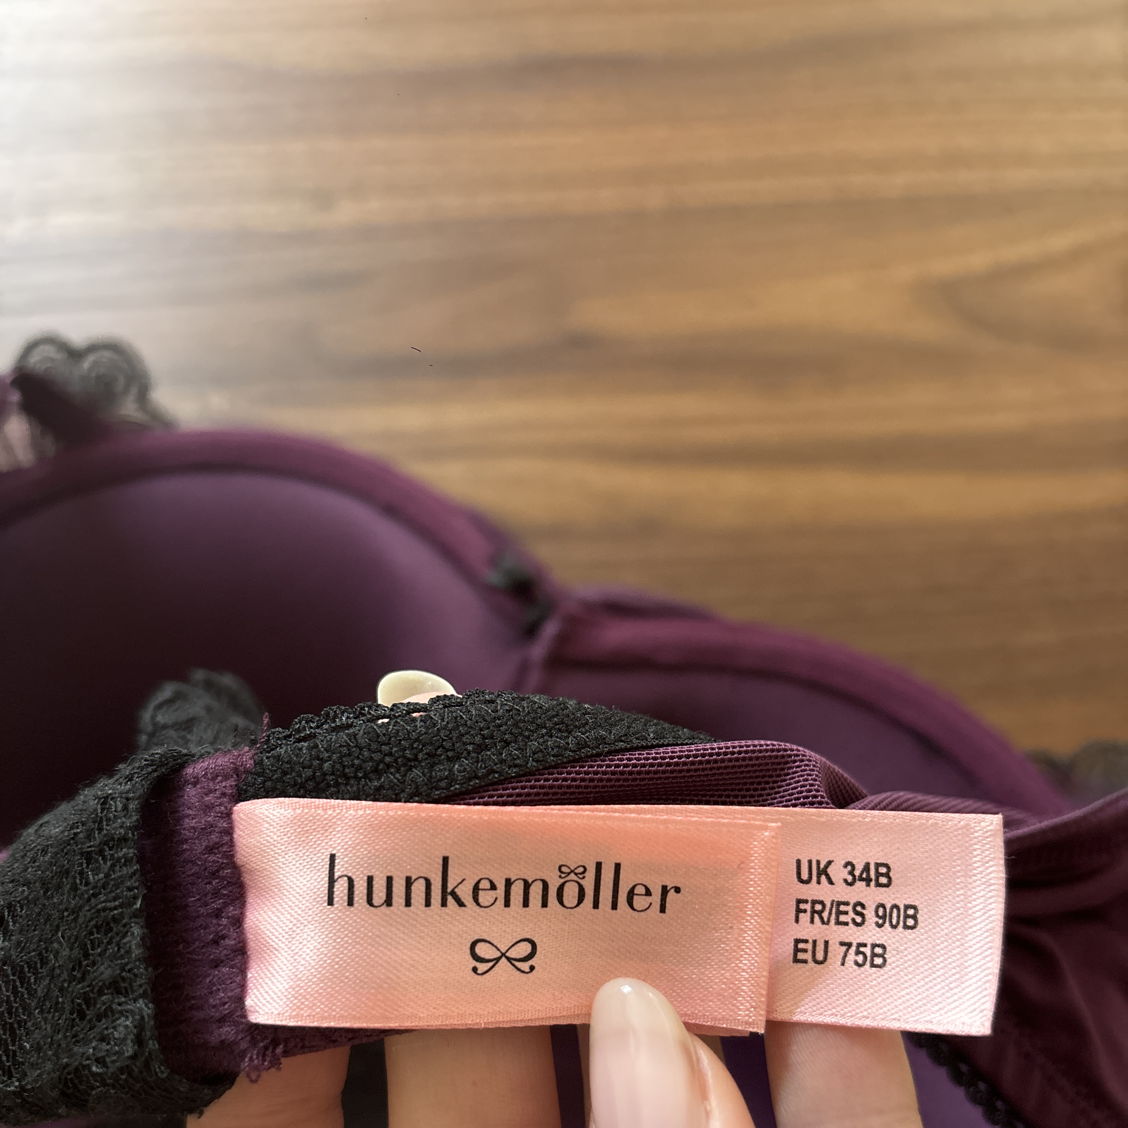 hunkemöller
UK 34B
FR/ES 90B
EU 75B